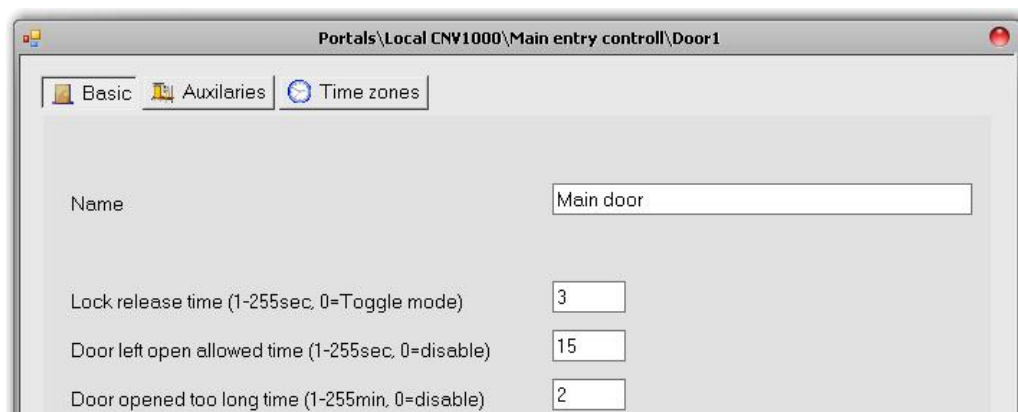 Portals\Local CNV1000\Main entry controll\Door1
Basic Auxilaries Time zones
Name Main door
Lock release time (1-255sec, 0=Toggle mode) 3
Door left open allowed time (1-255sec, 0=disable) 15
Door opened too long time (1-255min, 0=disable) 2